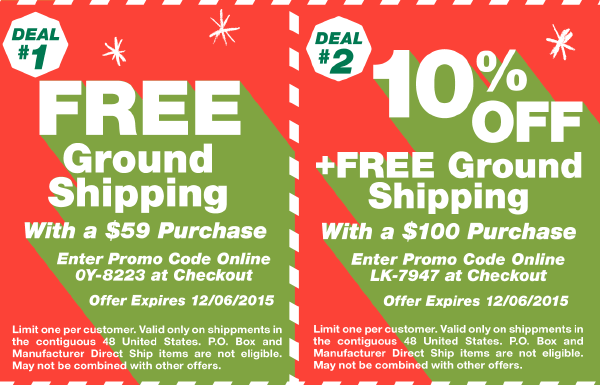 DEAL
#1
FREE
Ground
Shipping
With a $59 Purchase
Enter Promo Code Online
0Y-8223 at Checkout
Offer Expires 12/06/2015
Limit one per customer. Valid only on shippments in
the contiguous 48 United States. P.O. Box and
Manufacturer Direct Ship items are not eligible.
May not be combined with other offers.
DEAL
#2
10%
OFF
+FREE Ground
Shipping
With a $100 Purchase
Enter Promo Code Online
LK-7947 at Checkout
Offer Expires 12/06/2015
Limit one per customer. Valid only on shippments in
the contiguous 48 United States. P.O. Box and
Manufacturer Direct Ship items are not eligible.
May not be combined with other offers.